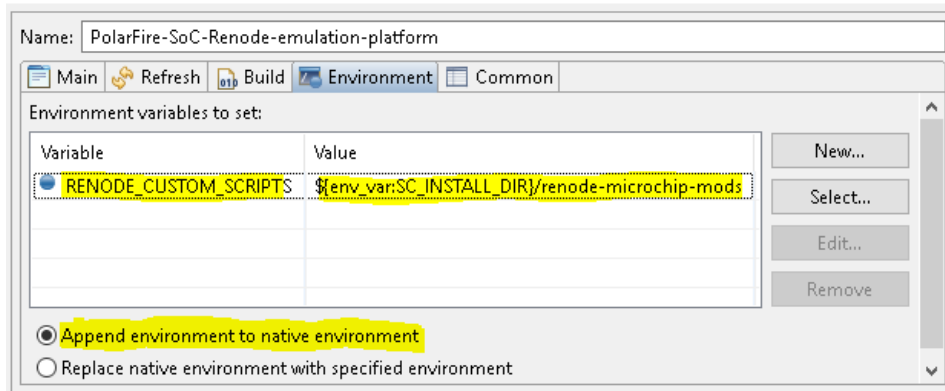 Name: PolarFire-SoC-Renode-emulation-platform
Main Refresh Build Environment Common
Environment variables to set:
Variable Value New...
RENODE_CUSTOM_SCRIPTS ${env_var:SC_INSTALL_DIR}/renode-microchip-mods Select...
Edit...
Remove
Append environment to native environment
Replace native environment with specified environment